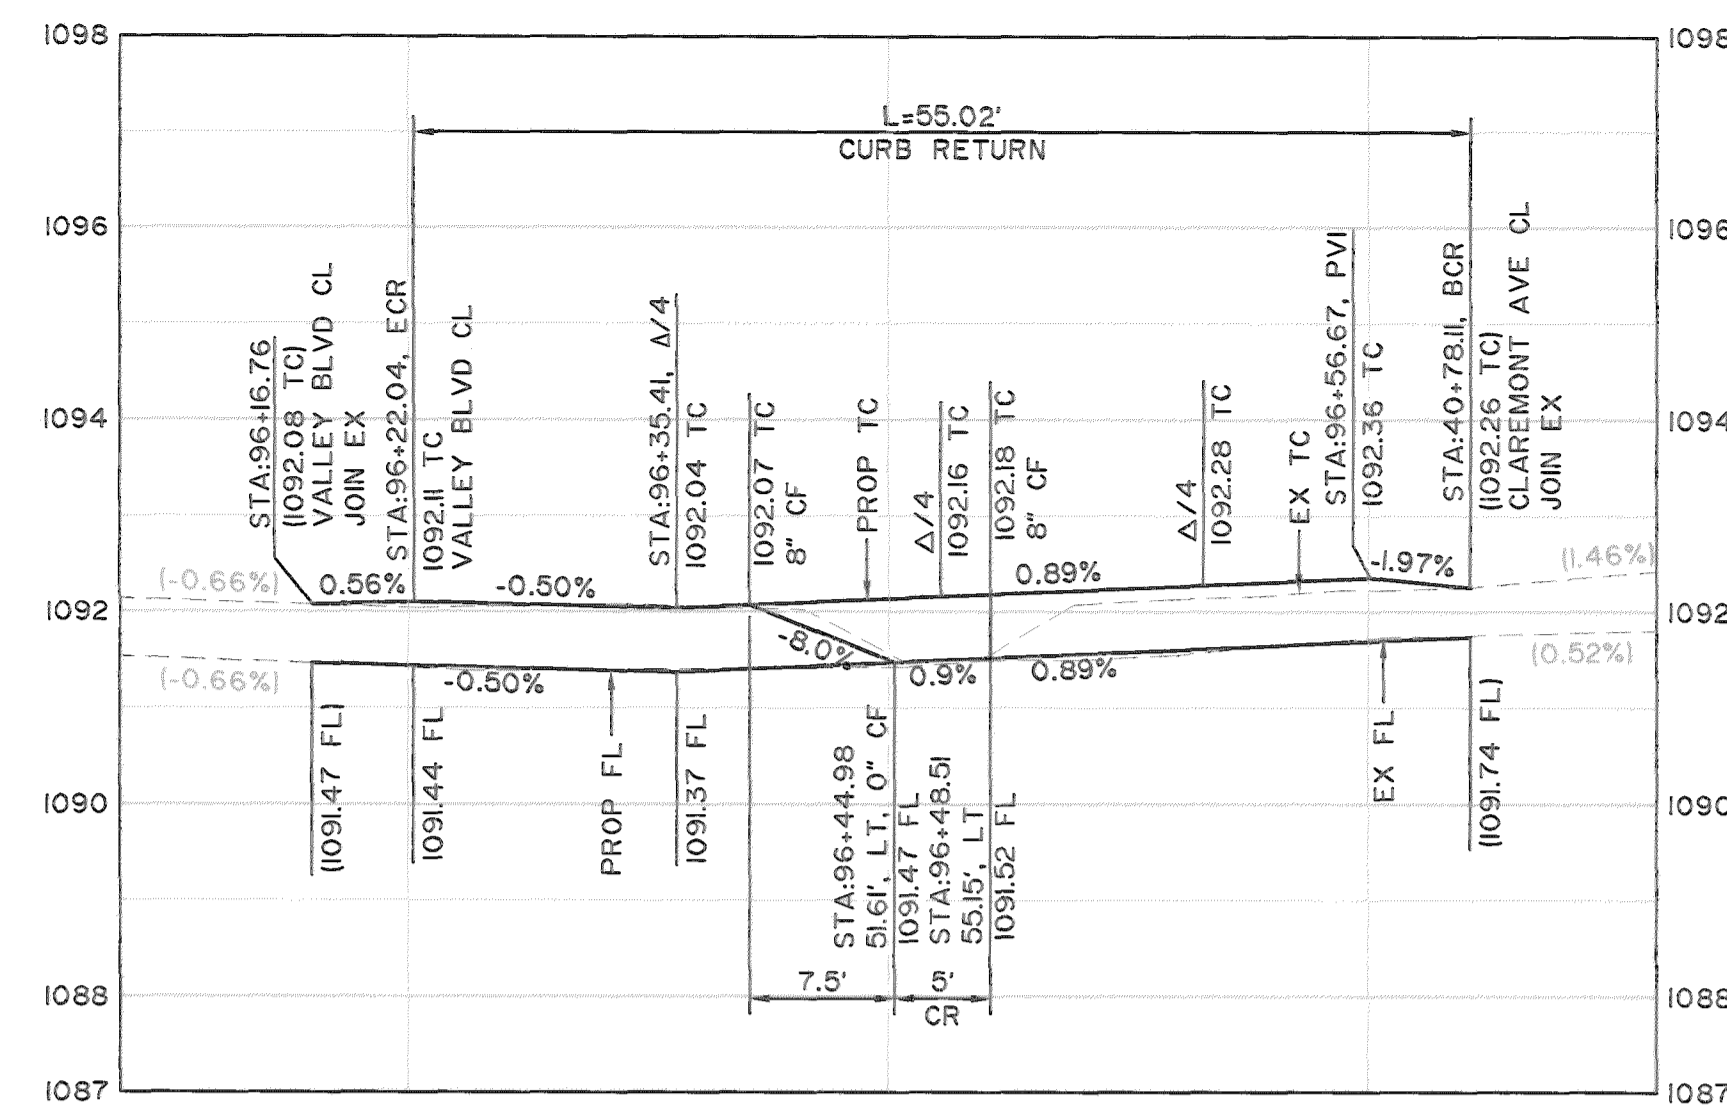 1098
1098
L=55.02'
CURB RETURN
1096
1096
STA:96+16.76
(1092.08 TC)
VALLEY BLVD CL
JOIN EX
STA:96+22.04, ECR
1092.11 TC
VALLEY BLVD CL
STA:96+35.41, Δ/4
1092.04 TC
1092.07 TC
8" CF
PROP TC
Δ/4
1092.16 TC
1092.18 TC
8" CF
Δ/4
1092.28 TC
EX TC
STA:96+56.67, PVI
1092.36 TC
STA:40+78.11, BCR
(1092.26 TC)
CLAREMONT AVE CL
JOIN EX
1094
1094
(-0.66%)
0.56%
-0.50%
0.89%
-1.97%
(1.46%)
1092
1092
-8.0%
(-0.66%)
-0.50%
0.9%
0.89%
(0.52%)
(1091.47 FL)
1091.44 FL
PROP FL
1091.37 FL
STA:96+44.98
51.61', LT, 0" CF
1091.47 FL
STA:96+48.51
55.15', LT
1091.52 FL
EX FL
(1091.74 FL)
1090
1090
7.5'
5'
CR
1088
1088
1087
1087